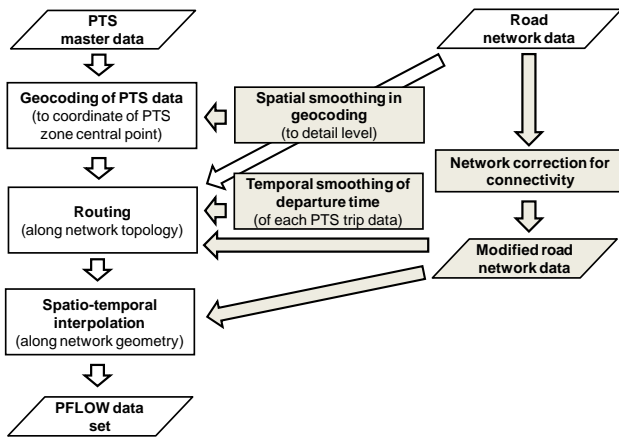 PTS
master data
Road
network data
Geocoding of PTS data
(to coordinate of PTS
zone central point)
Spatial smoothing in
geocoding
(to detail level)
Network correction for
connectivity
Routing
(along network topology)
Temporal smoothing of
departure time
(of each PTS trip data)
Modified road
network data
Spatio-temporal
interpolation
(along network geometry)
PFLOW data
set